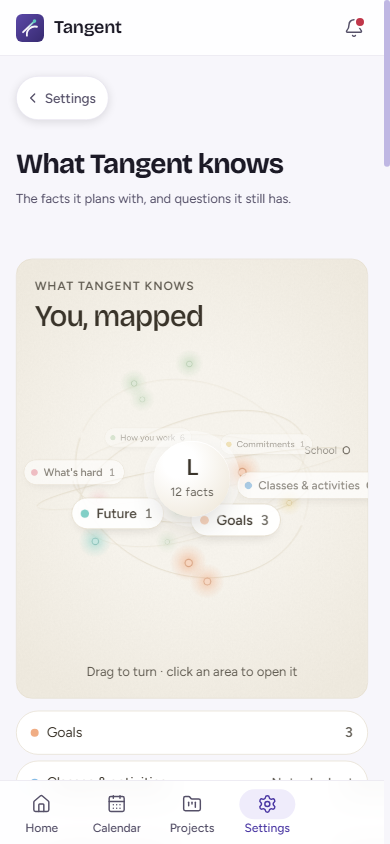 Tangent
Settings
What Tangent knows
The facts it plans with, and questions it still has.
WHAT TANGENT KNOWS
You, mapped
How you work 6
Commitments 1
School
L
12 facts
What's hard 1
Classes & activities
Future 1
Goals 3
Drag to turn · click an area to open it
Goals 3
Home
Calendar
Projects
Settings